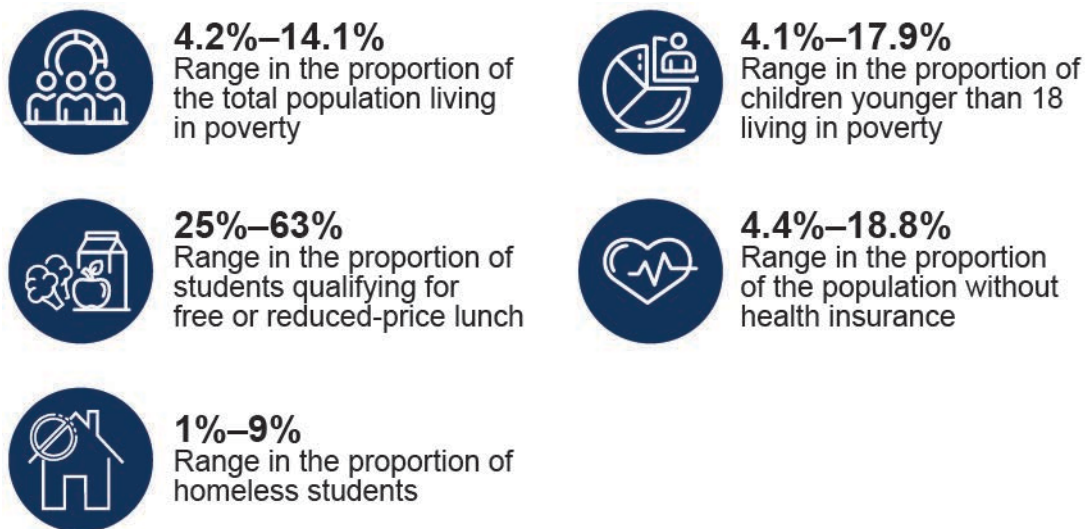 4.2%–14.1%
Range in the proportion of
the total population living
in poverty
4.1%–17.9%
Range in the proportion of
children younger than 18
living in poverty
25%–63%
Range in the proportion of
students qualifying for
free or reduced-price lunch
4.4%–18.8%
Range in the proportion
of the population without
health insurance
1%–9%
Range in the proportion of
homeless students